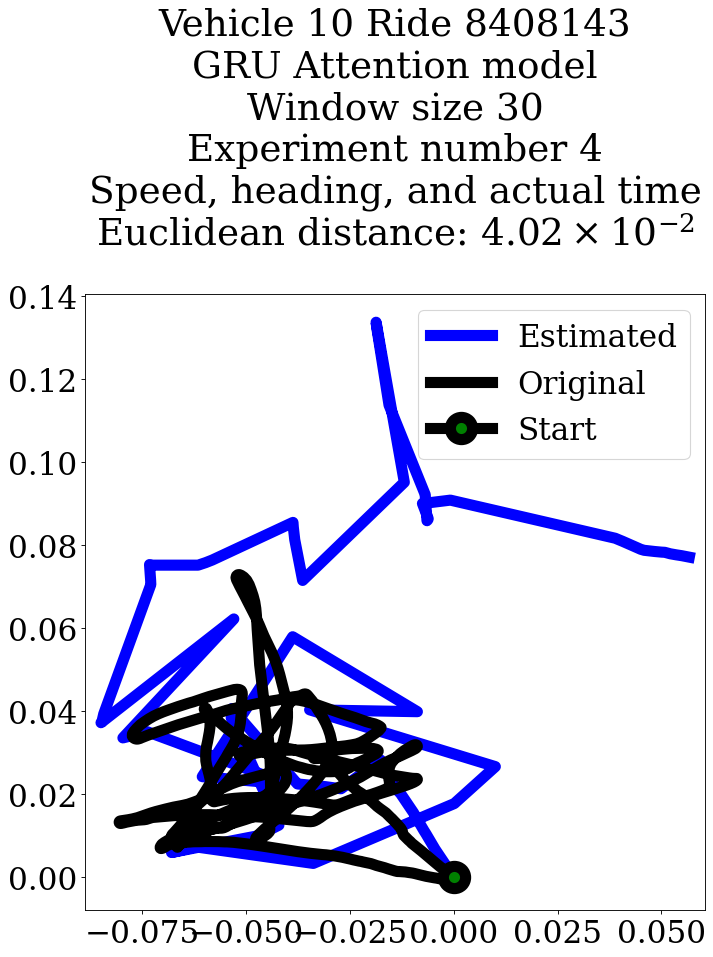 Vehicle 10 Ride 8408143
GRU Attention model
Window size 30
Experiment number 4
Speed, heading, and actual time
Euclidean distance: 4.02 × 10⁻²
0.14
0.12
0.10
0.08
0.06
0.04
0.02
0.00
Estimated
Original
Start
−0.075 −0.050 −0.025 0.000 0.025 0.050